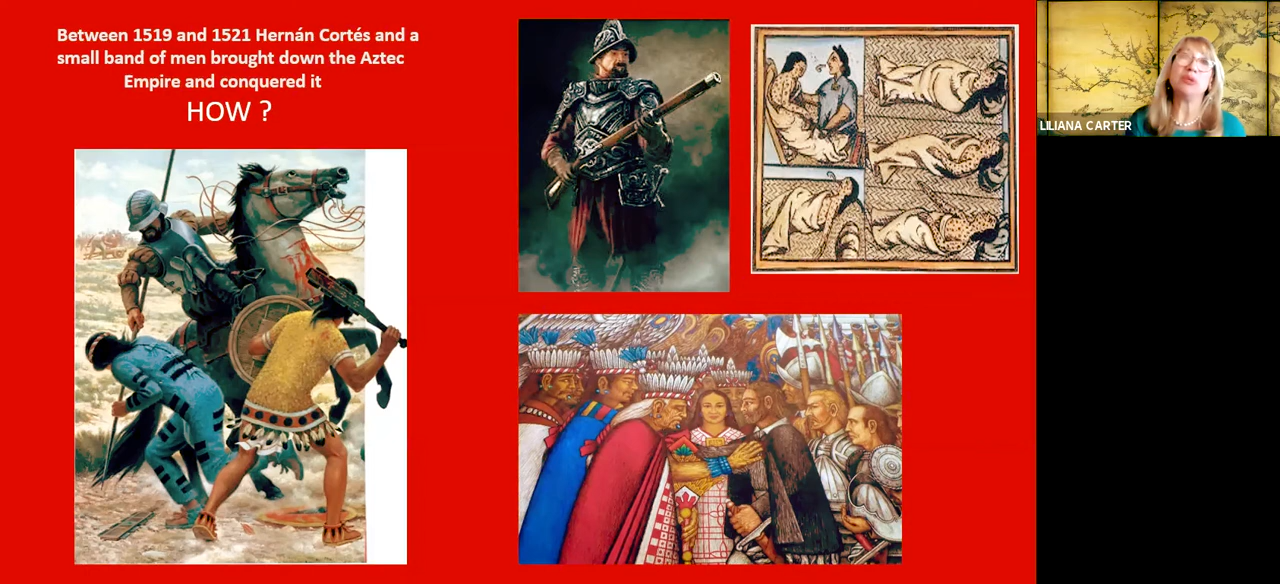 Between 1519 and 1521 Hernán Cortés and a
small band of men brought down the Aztec
Empire and conquered it
HOW ?
LILIANA CARTER